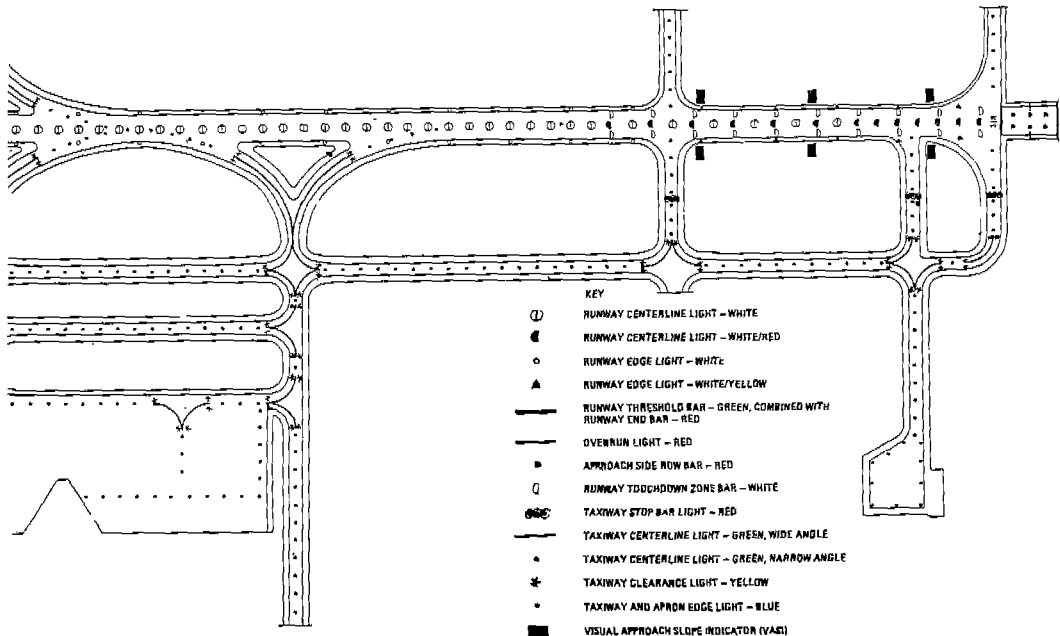 KEY
RUNWAY CENTERLINE LIGHT – WHITE
RUNWAY CENTERLINE LIGHT – WHITE/RED
RUNWAY EDGE LIGHT – WHITE
RUNWAY EDGE LIGHT – WHITE/YELLOW
RUNWAY THRESHOLD BAR – GREEN, COMBINED WITH
RUNWAY END BAR – RED
OVERRUN LIGHT – RED
APPROACH SIDE ROW BAR – RED
RUNWAY TOUCHDOWN ZONE BAR – WHITE
TAXIWAY STOP BAR LIGHT – RED
TAXIWAY CENTERLINE LIGHT – GREEN, WIDE ANGLE
TAXIWAY CENTERLINE LIGHT – GREEN, NARROW ANGLE
TAXIWAY CLEARANCE LIGHT – YELLOW
TAXIWAY AND APRON EDGE LIGHT – BLUE
VISUAL APPROACH SLOPE INDICATOR (VASI)